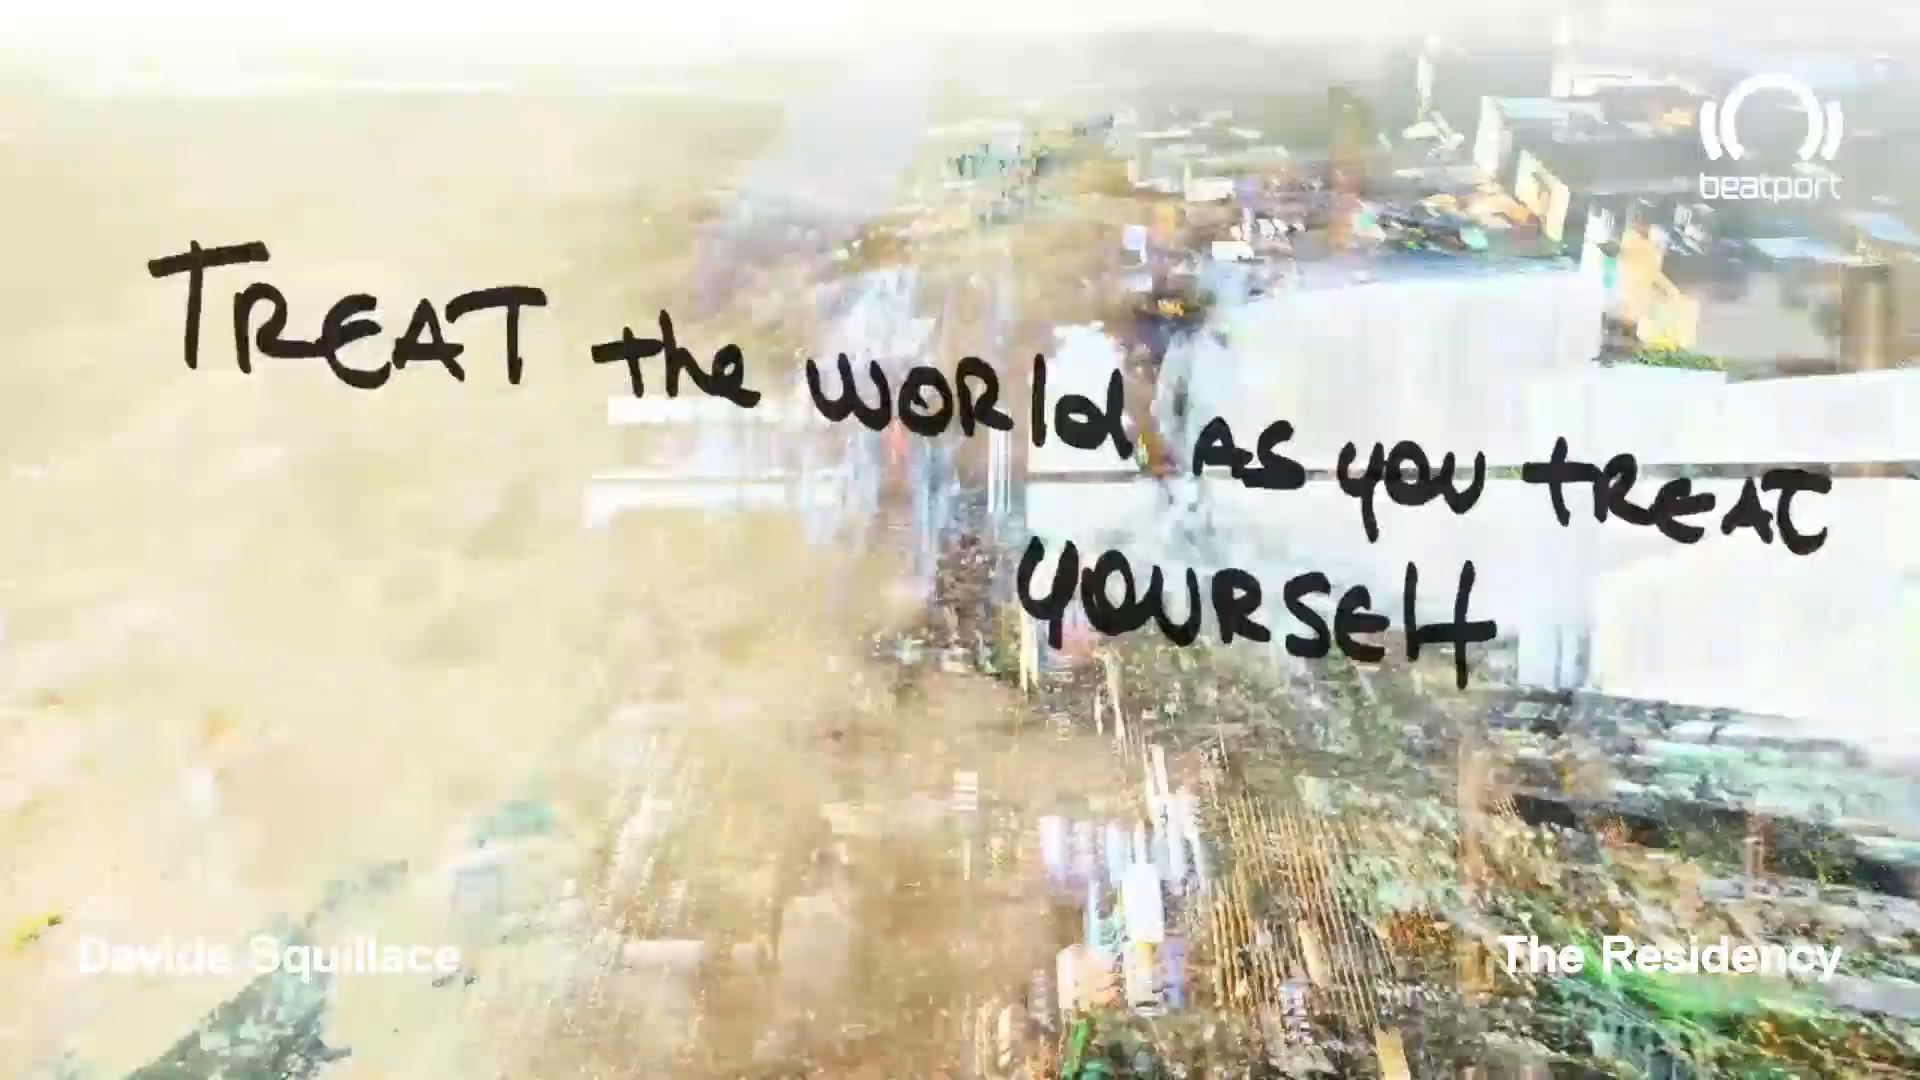 beatport
TREAT the WORld AS YOU tREAT
YOURSElf
Davide Squillace
The Residency